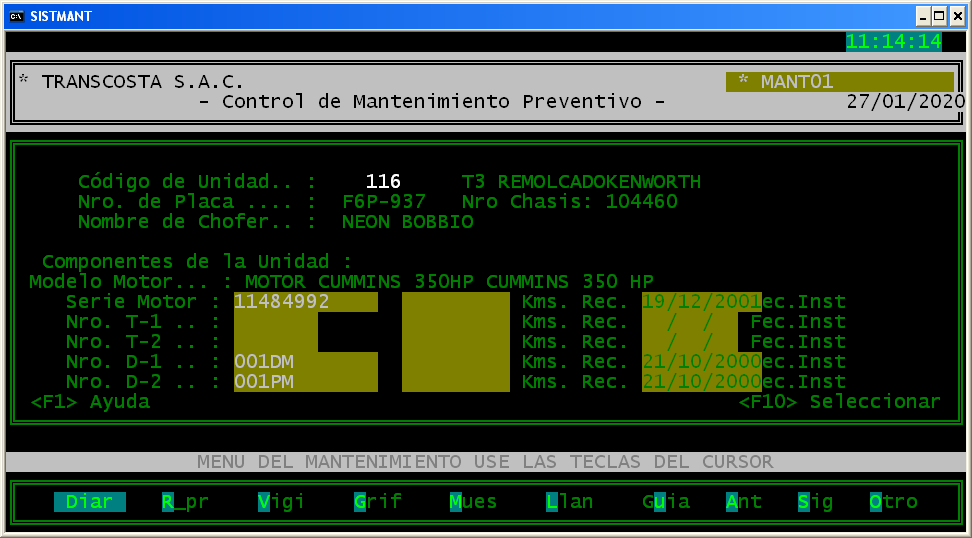 SISTMANT
11:14:14
* TRANSCOSTA S.A.C. * MANTO1
- Control de Mantenimiento Preventivo - 27/01/2020
Código de Unidad.. : 116 T3 REMOLCADOKENWORTH
Nro. de Placa .... : F6P-937 Nro Chasis: 104460
Nombre de Chofer.. : NEON BOBBIO
Componentes de la Unidad :
Modelo Motor... : MOTOR CUMMINS 350HP CUMMINS 350 HP
Serie Motor : 11484992 Kms. Rec. 19/12/2001ec.Inst
Nro. T-1 .. : Kms. Rec. / / Fec.Inst
Nro. T-2 .. : Kms. Rec. / / Fec.Inst
Nro. D-1 .. : 001DM Kms. Rec. 21/10/2000ec.Inst
Nro. D-2 .. : 001PM Kms. Rec. 21/10/2000ec.Inst
<F1> Ayuda <F10> Seleccionar
MENU DEL MANTENIMIENTO USE LAS TECLAS DEL CURSOR
Diar R_pr Vigi Grif Mues Llan Guia Ant Sig Otro